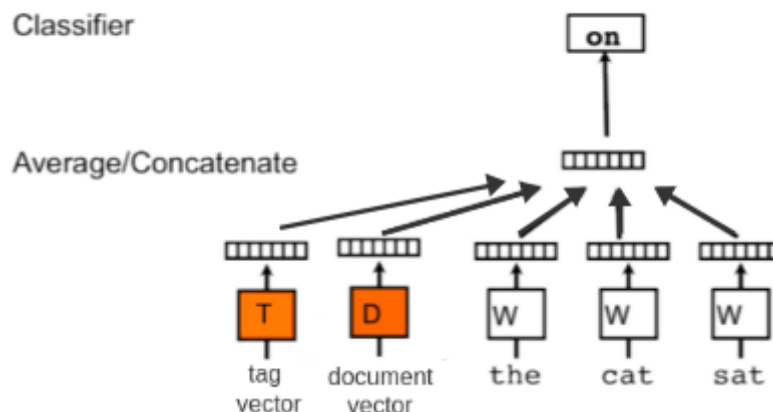 Classifier
on
Average/Concatenate
T D W W W
tag vector
document vector
the cat sat